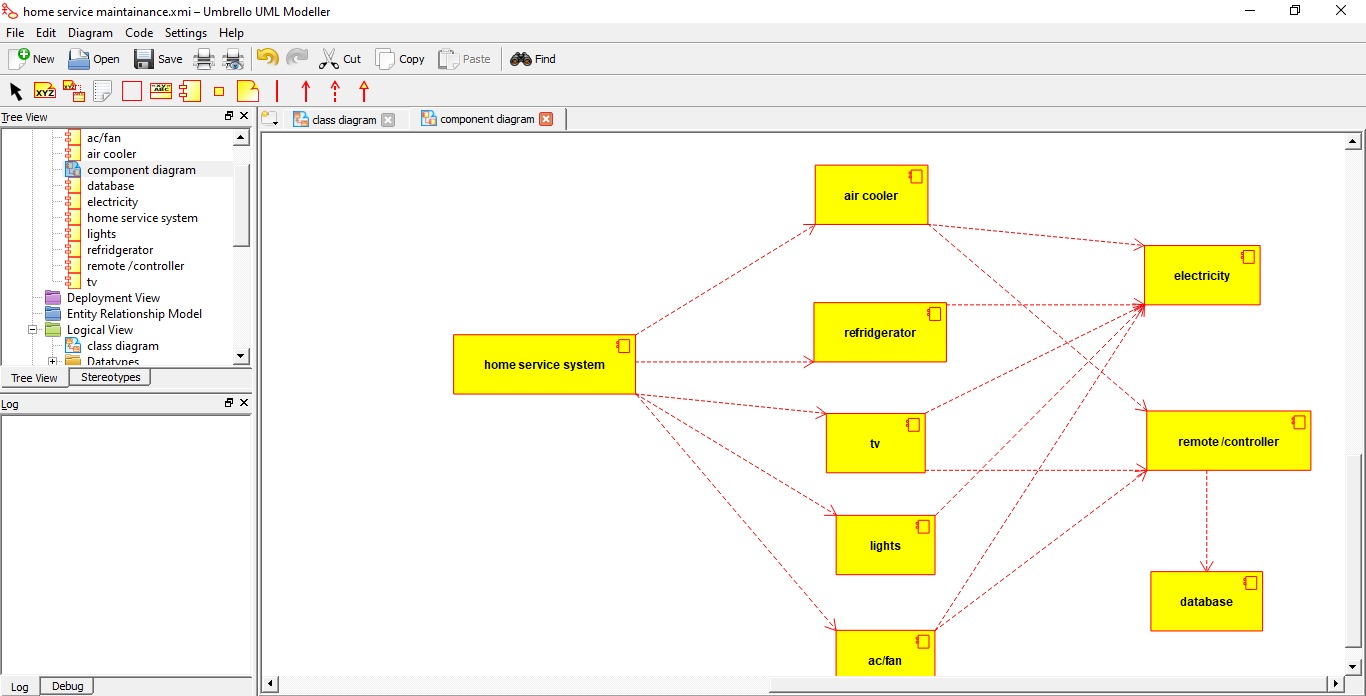 home service maintainance.xmi – Umbrello UML Modeller
File Edit Diagram Code Settings Help
New Open Save Cut Copy Paste Find
XYZ
Tree View
class diagram
component diagram
ac/fan
air cooler
component diagram
database
electricity
home service system
lights
refridgerator
remote /controller
tv
Deployment View
Entity Relationship Model
Logical View
class diagram
Datatypes
Tree View Stereotypes
Log
Log Debug
air cooler
electricity
refridgerator
home service system
remote /controller
tv
lights
database
ac/fan